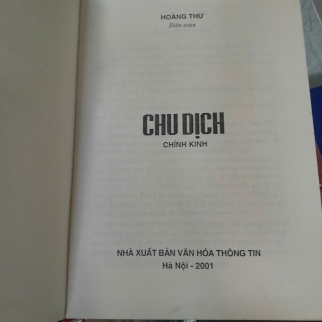 HOÀNG THƯ
Biên soạn
CHU DỊCH
CHÍNH KINH
NHÀ XUẤT BẢN VĂN HÓA THÔNG TIN
Hà Nội - 2001